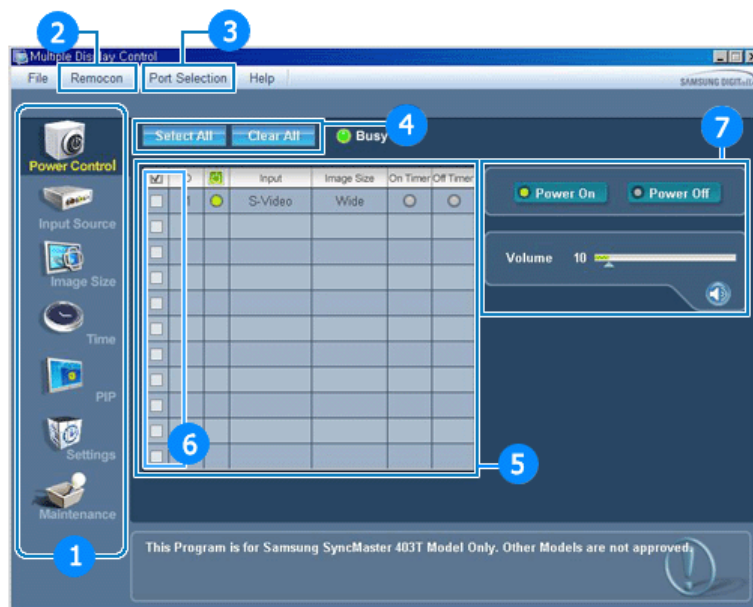 2
3
Multiple Display Control
File Remocon Port Selection Help
SAMSUNG
7
Select All Clear All Busy 4
Power Control
Input Image Size On Timer Off Timer
S-Video Wide
Power On Power Off
Input Source
Volume 10
Image Size
Time
PIP
6
5
Settings
Maintenance
1
This Program is for Samsung SyncMaster 403T Model Only. Other Models are not approved.